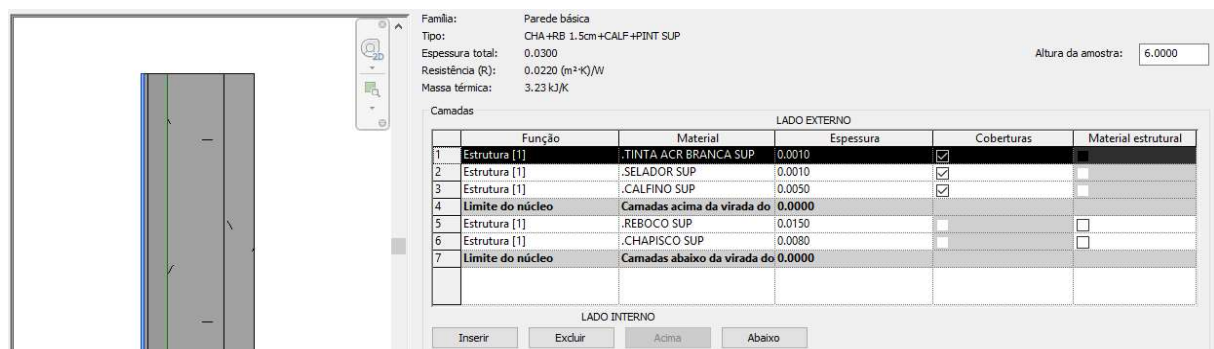 2D
Família: Parede básica
Tipo: CHA+RB 1.5cm+CALF+PINT SUP
Espessura total: 0.0300 Altura da amostra: 6.0000
Resistência (R): 0.0220 (m²·K)/W
Massa térmica: 3.23 kJ/K
Camadas
LADO EXTERNO
Função Material Espessura Coberturas Material estrutural
1 Estrutura [1] .TINTA ACR BRANCA SUP 0.0010
2 Estrutura [1] .SELADOR SUP 0.0010
3 Estrutura [1] .CALFINO SUP 0.0050
4 Limite do núcleo Camadas acima da virada do 0.0000
5 Estrutura [1] .REBOCO SUP 0.0150
6 Estrutura [1] .CHAPISCO SUP 0.0080
7 Limite do núcleo Camadas abaixo da virada do 0.0000
LADO INTERNO
Inserir Excluir Acima Abaixo